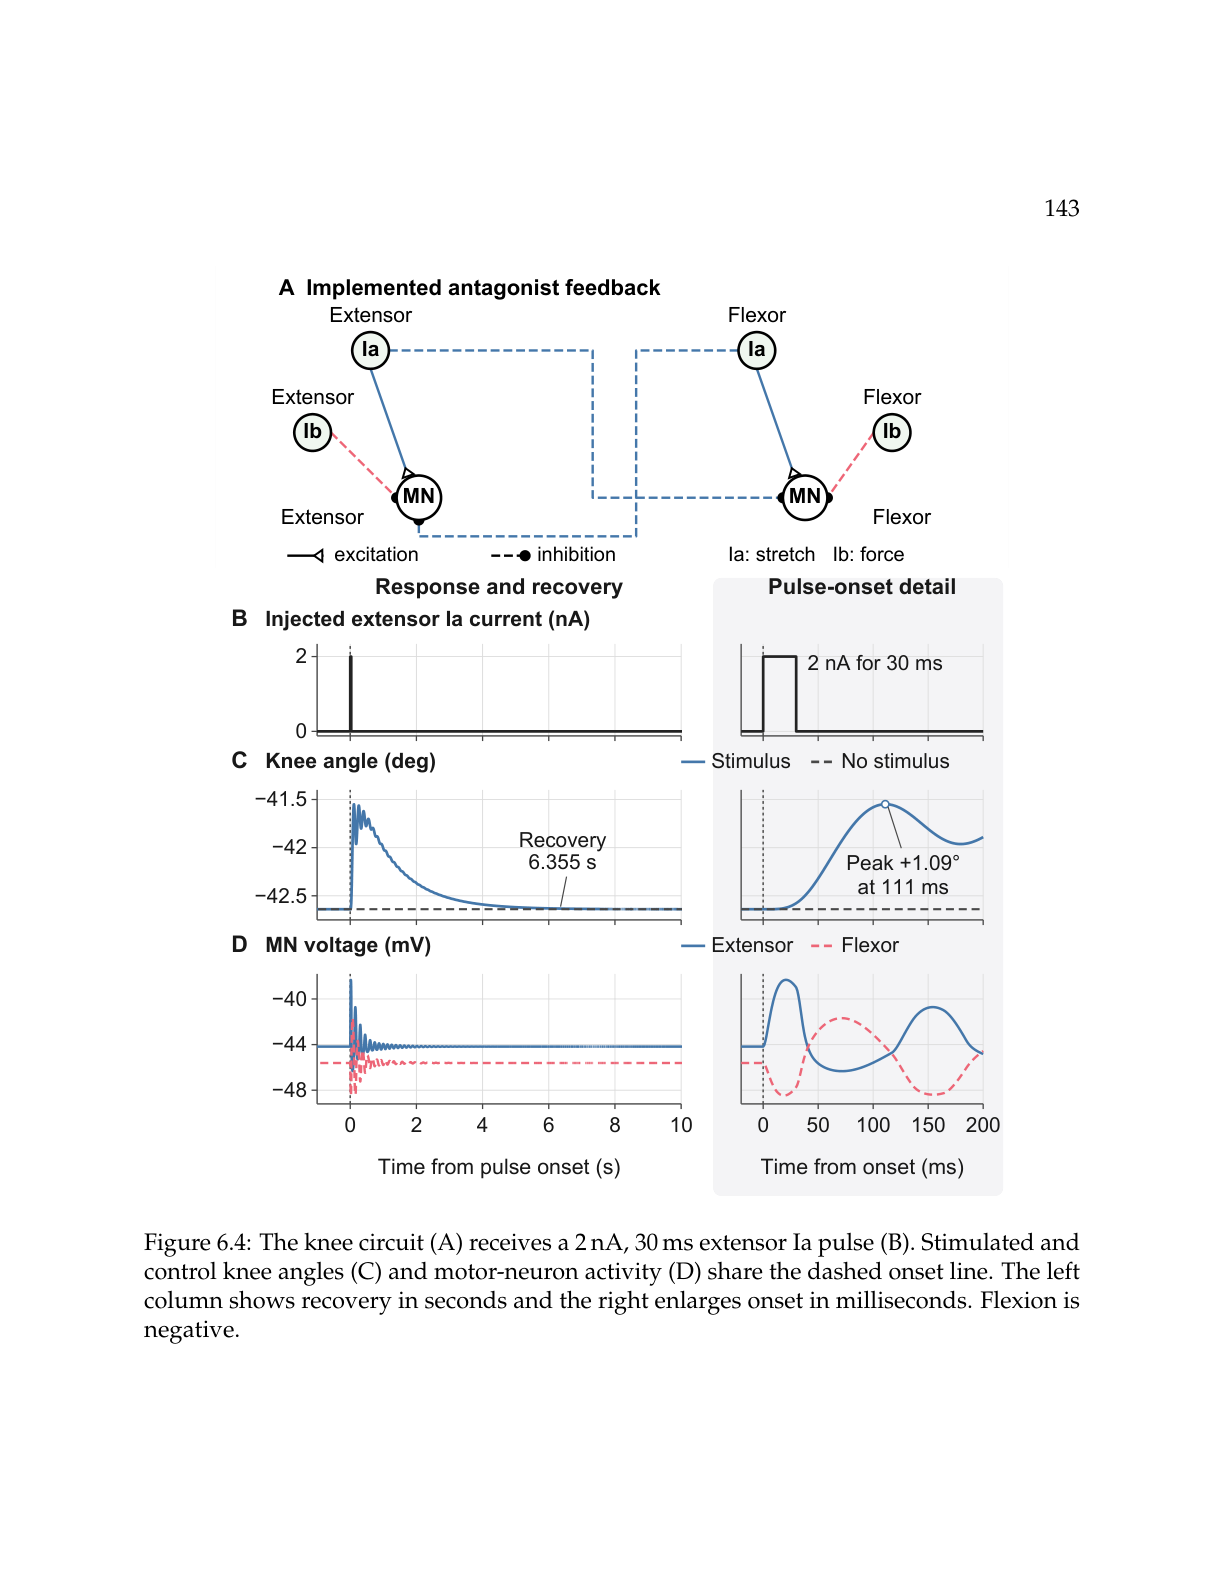 143
A Implemented antagonist feedback
Extensor Flexor
Ia Ia
Extensor Flexor
Ib Ib
MN MN
Extensor Flexor
excitation inhibition Ia: stretch Ib: force
Response and recovery Pulse-onset detail
B Injected extensor Ia current (nA)
2
0
2 nA for 30 ms
C Knee angle (deg) Stimulus No stimulus
−41.5
−42
−42.5
Recovery
6.355 s
Peak +1.09°
at 111 ms
D MN voltage (mV) Extensor Flexor
−40
−44
−48
0 2 4 6 8 10 0 50 100 150 200
Time from pulse onset (s) Time from onset (ms)
Figure 6.4: The knee circuit (A) receives a 2 nA, 30 ms extensor Ia pulse (B). Stimulated and
control knee angles (C) and motor-neuron activity (D) share the dashed onset line. The left
column shows recovery in seconds and the right enlarges onset in milliseconds. Flexion is
negative.